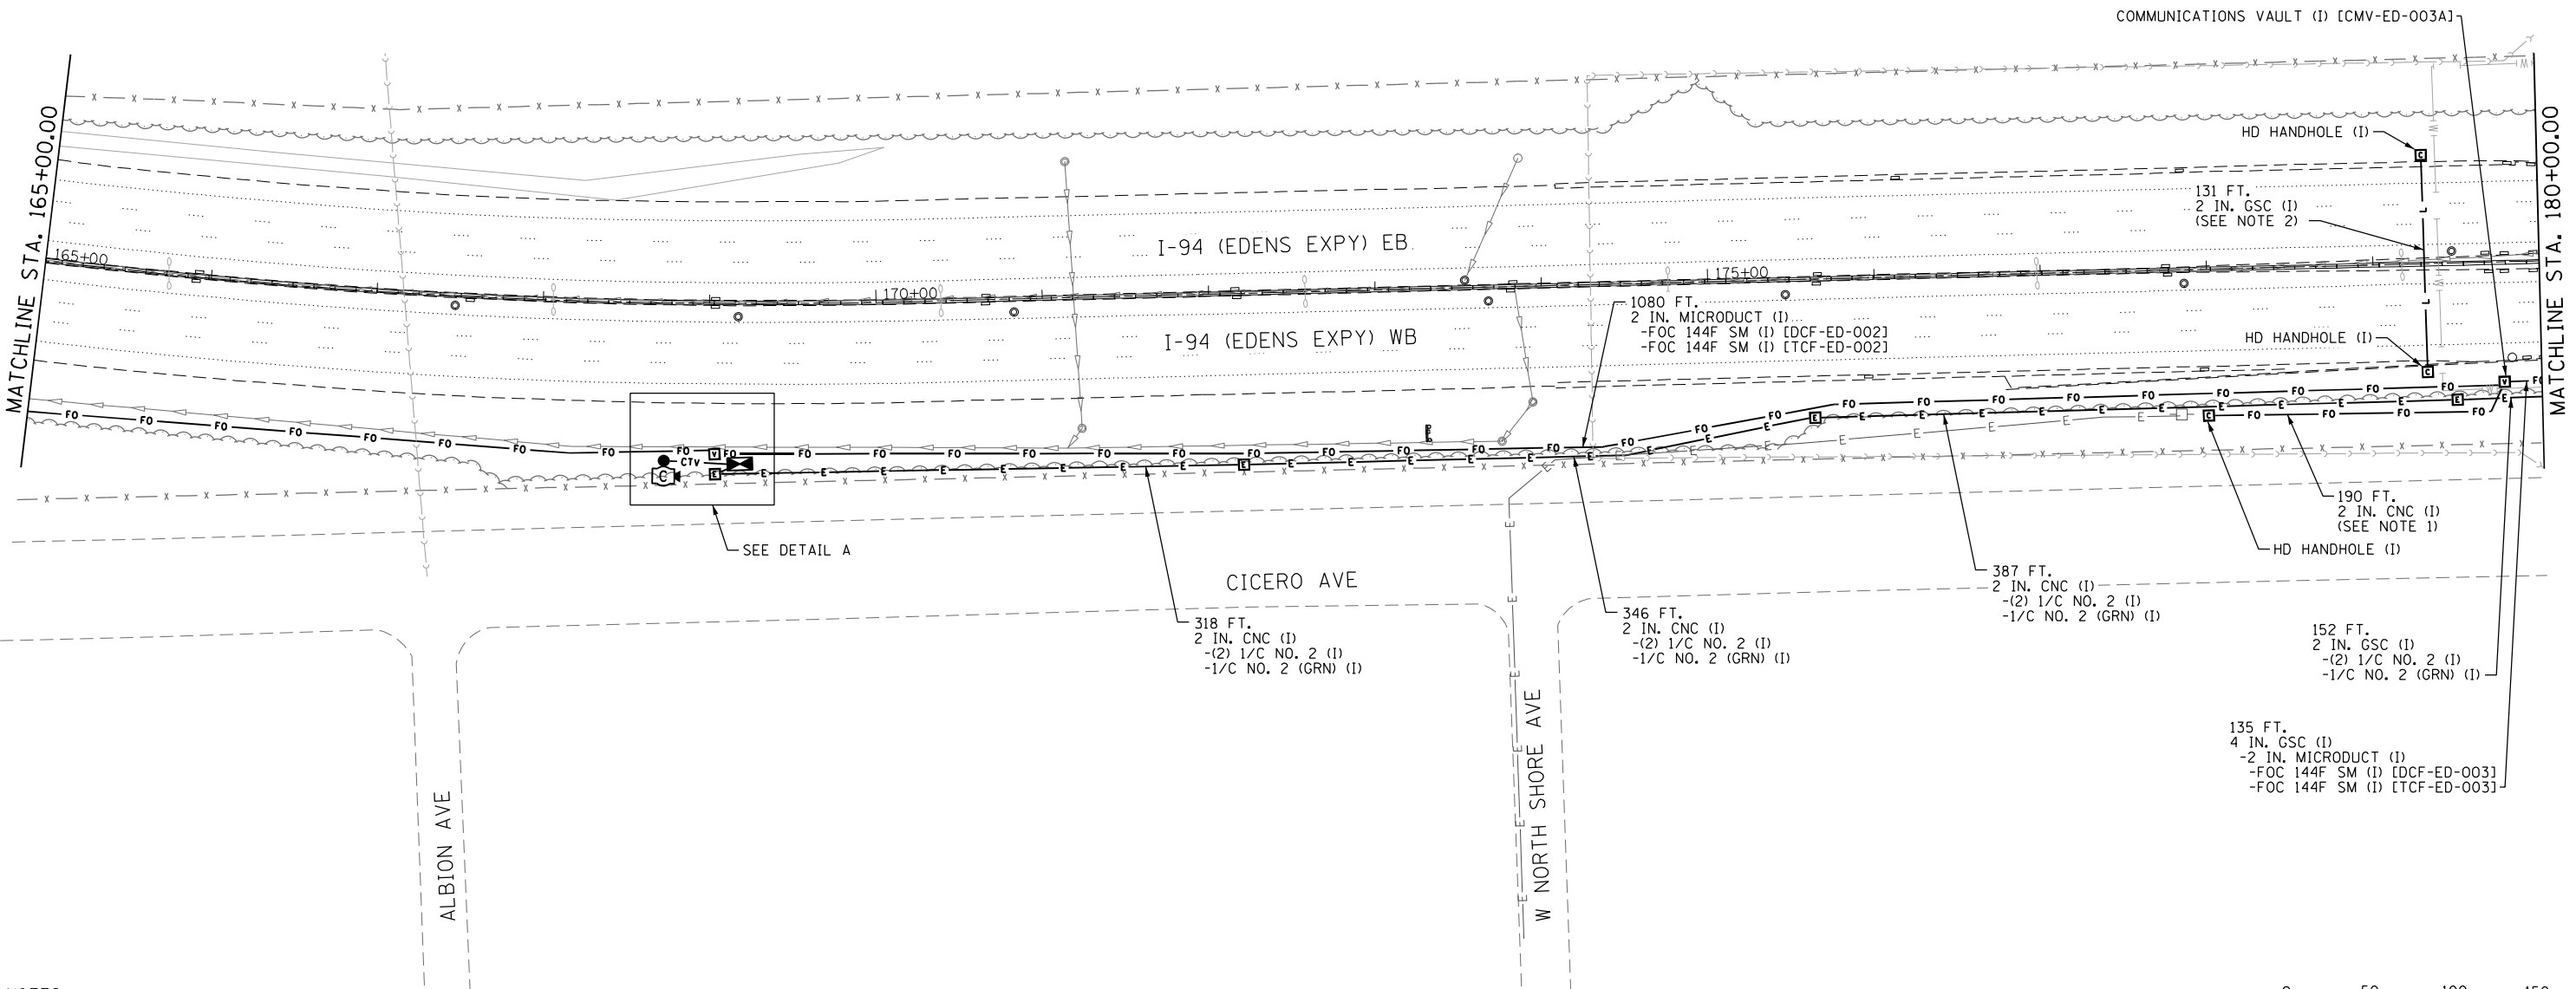 COMMUNICATIONS VAULT (I) [CMV-ED-003A]
MATCHLINE STA. 165+00.00
MATCHLINE STA. 180+00.00
HD HANDHOLE (I)
131 FT.
2 IN. GSC (I)
(SEE NOTE 2)
I-94 (EDENS EXPY) EB
165+00
170+00
175+00
I-94 (EDENS EXPY) WB
1080 FT.
2 IN. MICRODUCT (I)
-FOC 144F SM (I) [DCF-ED-002]
-FOC 144F SM (I) [TCF-ED-002]
HD HANDHOLE (I)
CTV
SEE DETAIL A
190 FT.
2 IN. CNC (I)
(SEE NOTE 1)
HD HANDHOLE (I)
CICERO AVE
318 FT.
2 IN. CNC (I)
-(2) 1/C NO. 2 (I)
-1/C NO. 2 (GRN) (I)
346 FT.
2 IN. CNC (I)
-(2) 1/C NO. 2 (I)
-1/C NO. 2 (GRN) (I)
387 FT.
2 IN. CNC (I)
-(2) 1/C NO. 2 (I)
-1/C NO. 2 (GRN) (I)
152 FT.
2 IN. GSC (I)
-(2) 1/C NO. 2 (I)
-1/C NO. 2 (GRN) (I)
135 FT.
4 IN. GSC (I)
-2 IN. MICRODUCT (I)
-FOC 144F SM (I) [DCF-ED-003]
-FOC 144F SM (I) [TCF-ED-003]
ALBION AVE
W NORTH SHORE AVE